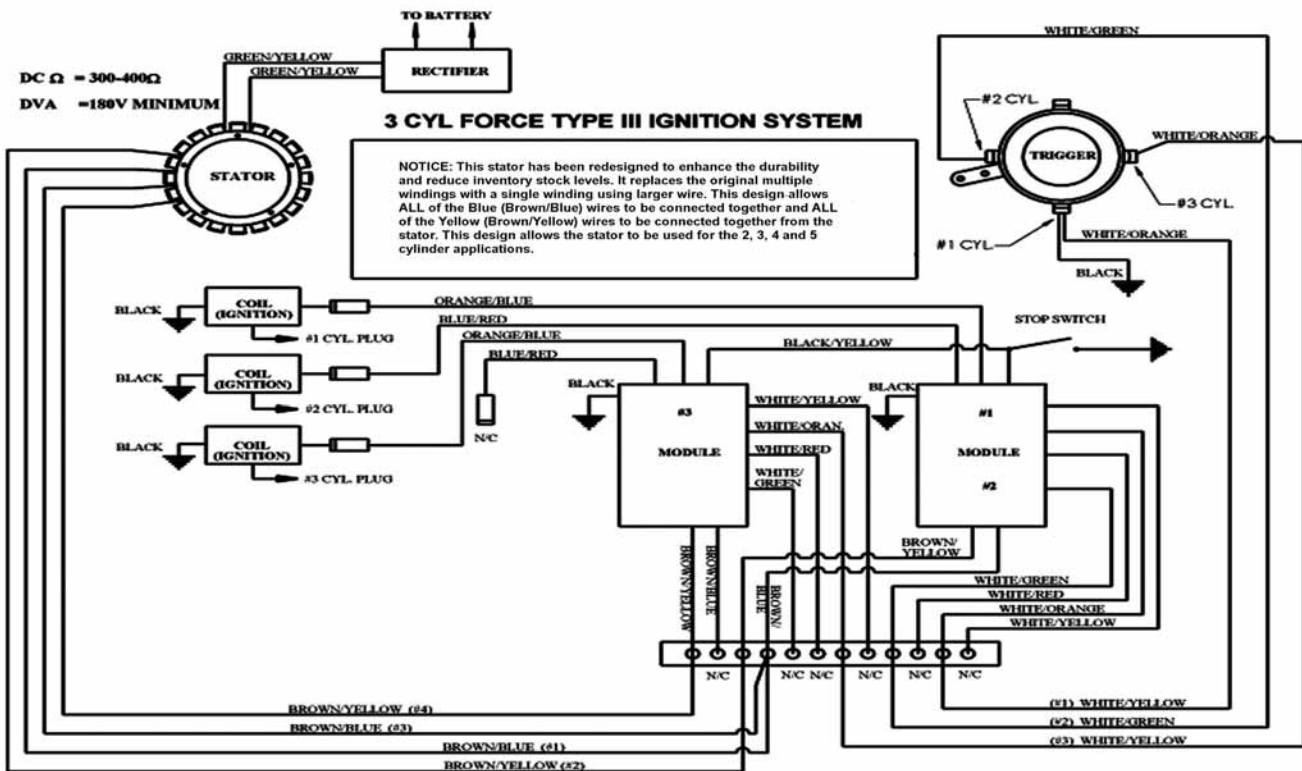 TO BATTERY
WHITE/GREEN
GREEN/YELLOW
GREEN/YELLOW
RECTIFIER
DC Ω = 300-400Ω
DVA =180V MINIMUM
#2 CYL.
3 CYL FORCE TYPE III IGNITION SYSTEM
WHITE/ORANGE
TRIGGER
STATOR
NOTICE: This stator has been redesigned to enhance the durability
and reduce inventory stock levels. It replaces the original multiple
windings with a single winding using larger wire. This design allows
ALL of the Blue (Brown/Blue) wires to be connected together and ALL
of the Yellow (Brown/Yellow) wires to be connected together from the
stator. This design allows the stator to be used for the 2, 3, 4 and 5
cylinder applications.
#3 CYL.
WHITE/ORANGE
#1 CYL.
BLACK
BLACK
COIL
(IGNITION)
ORANGE/BLUE
#1 CYL. PLUG
BLUE/RED
ORANGE/BLUE
STOP SWITCH
BLACK/YELLOW
BLUE/RED
BLACK
COIL
(IGNITION)
#2 CYL. PLUG
N/C
BLACK
#3
MODULE
WHITE/YELLOW
WHITE/ORAN.
WHITE/RED
WHITE/
GREEN
BLACK
#1
MODULE
#2
BLACK
COIL
(IGNITION)
#3 CYL. PLUG
BROWN/YELLOW
BROWN/BLUE
BROWN/
YELLOW
BROWN/
BLUE
WHITE/GREEN
WHITE/RED
WHITE/ORANGE
WHITE/YELLOW
N/C
N/C
N/C
N/C
N/C
N/C
BROWN/YELLOW (#4)
BROWN/BLUE (#3)
BROWN/BLUE (#1)
BROWN/YELLOW (#2)
(#1) WHITE/YELLOW
(#2) WHITE/GREEN
(#3) WHITE/YELLOW